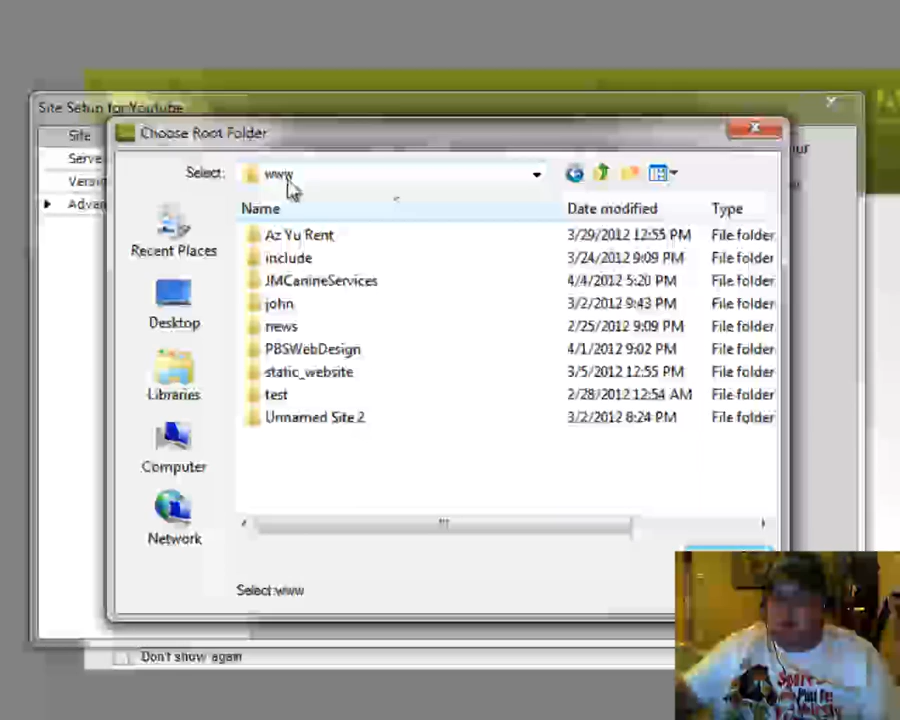 Site Setup for Youtube
Choose Root Folder
Site
Select: www
Serve
Versi
Name Date modified Type
Advan
Az Yu Rent 3/29/2012 12:55 PM File folder
Recent Places
include 3/24/2012 9:09 PM File folder
JMCanineServices 4/4/2012 5:20 PM File folder
john 3/2/2012 9:43 PM File folder
Desktop
news 2/25/2012 9:09 PM File folder
PBSWebDesign 4/1/2012 9:02 PM File folder
static_website 3/5/2012 12:55 PM File folder
Libraries
test 2/28/2012 12:54 AM File folder
Unnamed Site 2 3/2/2012 8:24 PM File folder
Computer
Network
Select:www
Don't show again